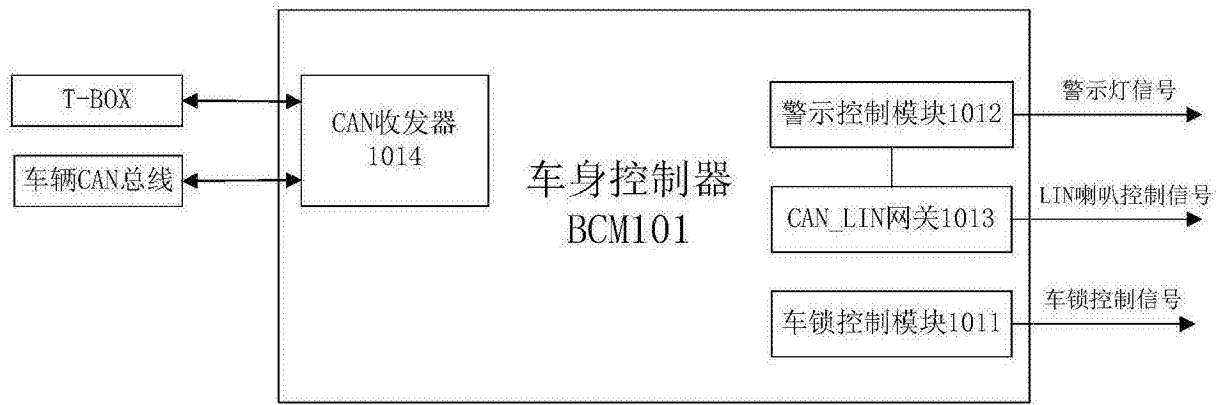 T-BOX
车辆CAN总线
CAN收发器
1014
车身控制器
BCM101
警示控制模块1012
CAN_LIN网关1013
车锁控制模块1011
警示灯信号
LIN喇叭控制信号
车锁控制信号